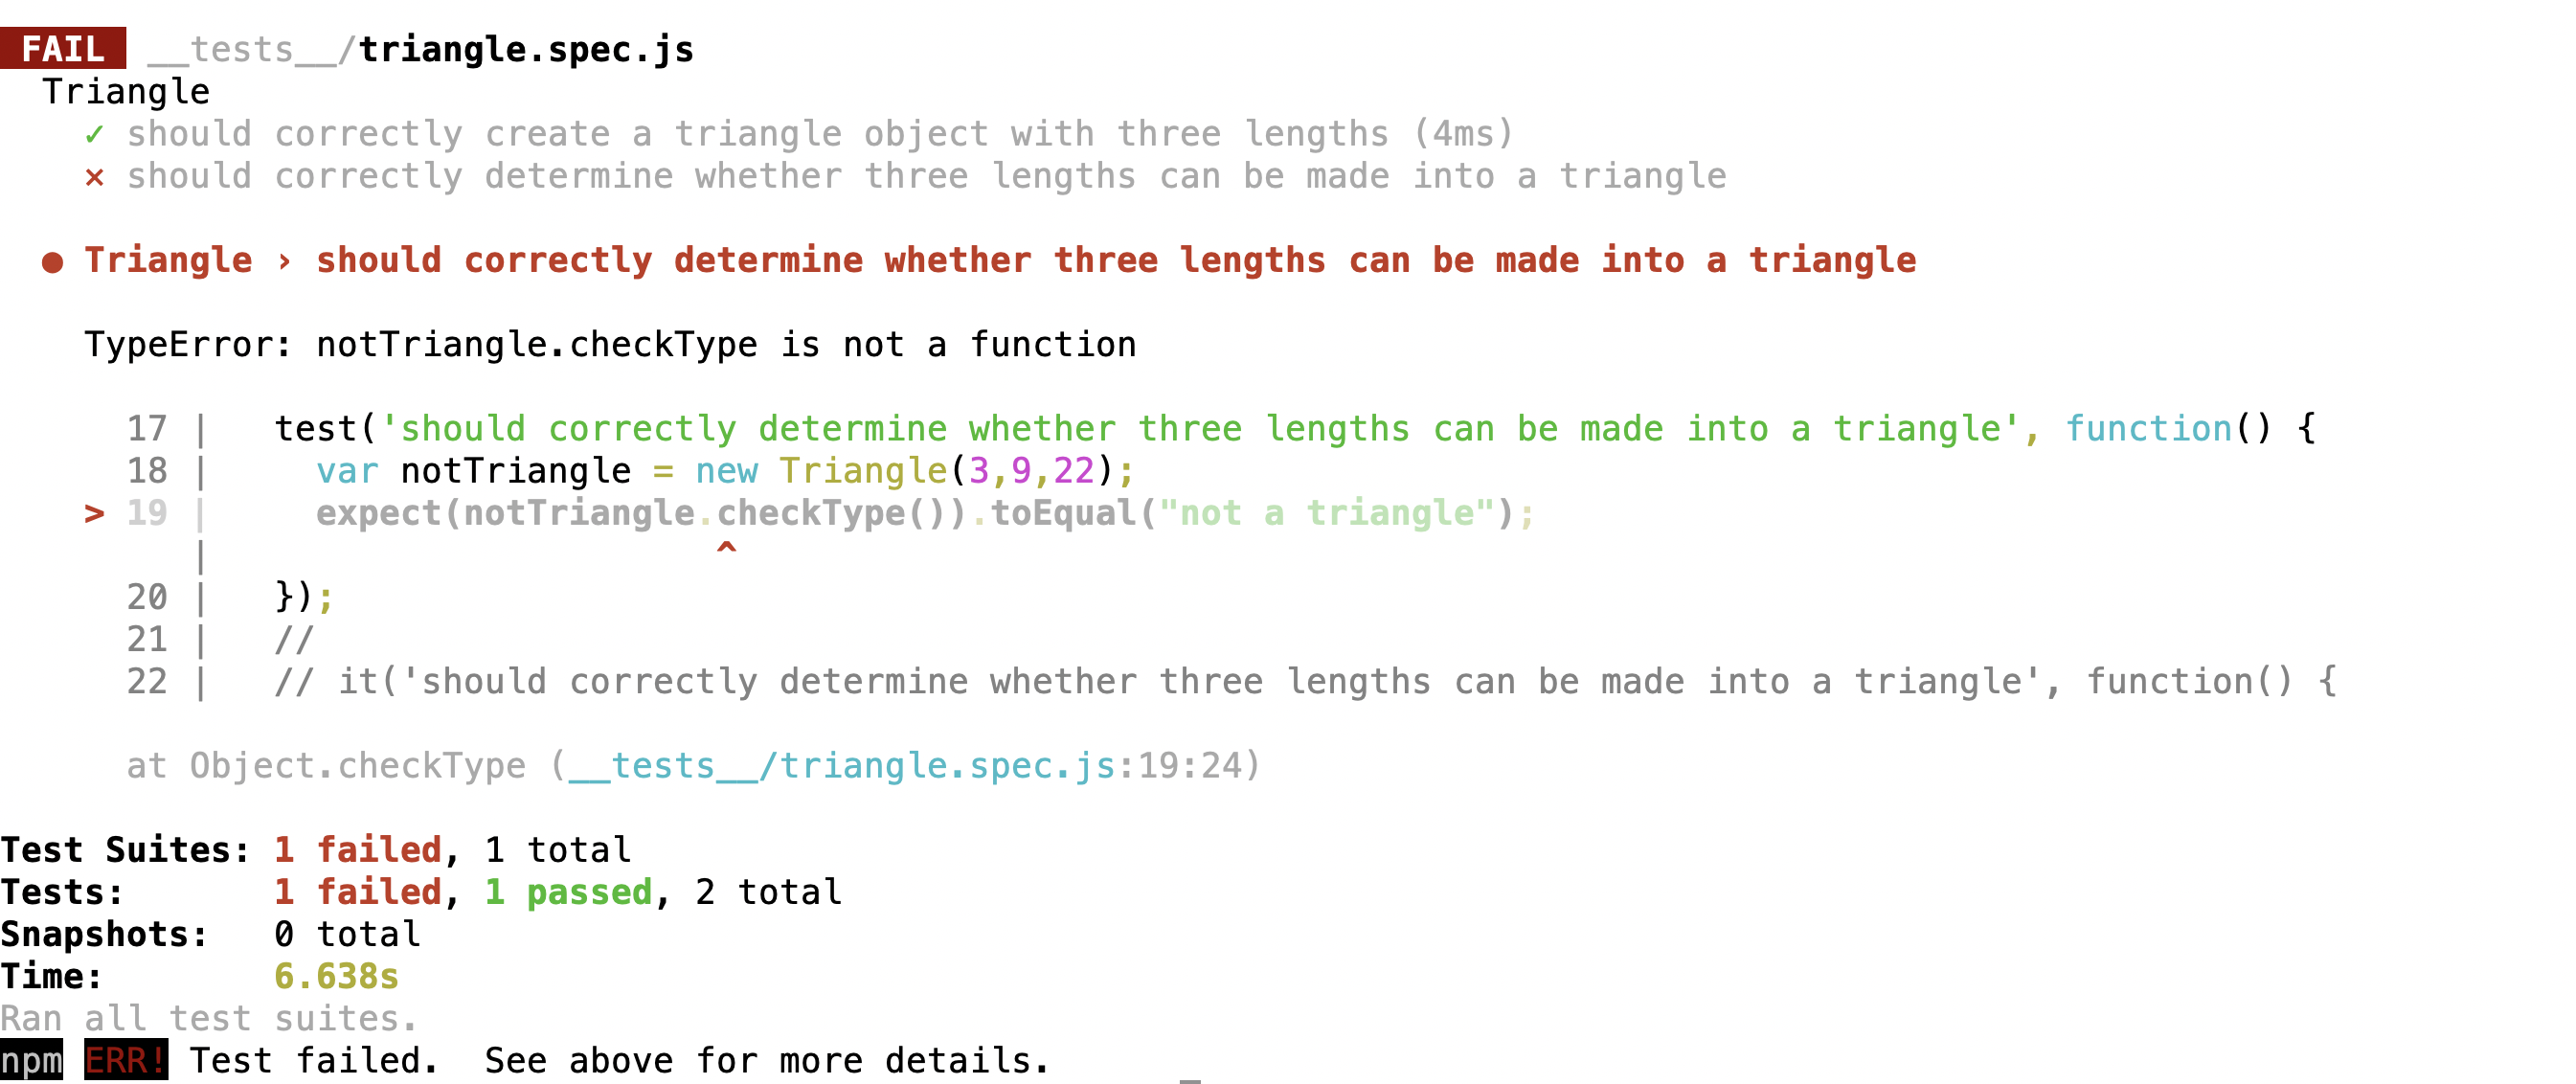 FAIL __tests__/triangle.spec.js
Triangle
✓ should correctly create a triangle object with three lengths (4ms)
✕ should correctly determine whether three lengths can be made into a triangle
● Triangle › should correctly determine whether three lengths can be made into a triangle
TypeError: notTriangle.checkType is not a function
17 |   test('should correctly determine whether three lengths can be made into a triangle', function() {
18 |     var notTriangle = new Triangle(3,9,22);
> 19 |     expect(notTriangle.checkType()).toEqual("not a triangle");
|                        ^
20 |   });
21 |   //
22 |   // it('should correctly determine whether three lengths can be made into a triangle', function() {
at Object.checkType (__tests__/triangle.spec.js:19:24)
Test Suites: 1 failed, 1 total
Tests:       1 failed, 1 passed, 2 total
Snapshots:   0 total
Time:        6.638s
Ran all test suites.
npm ERR! Test failed.  See above for more details.